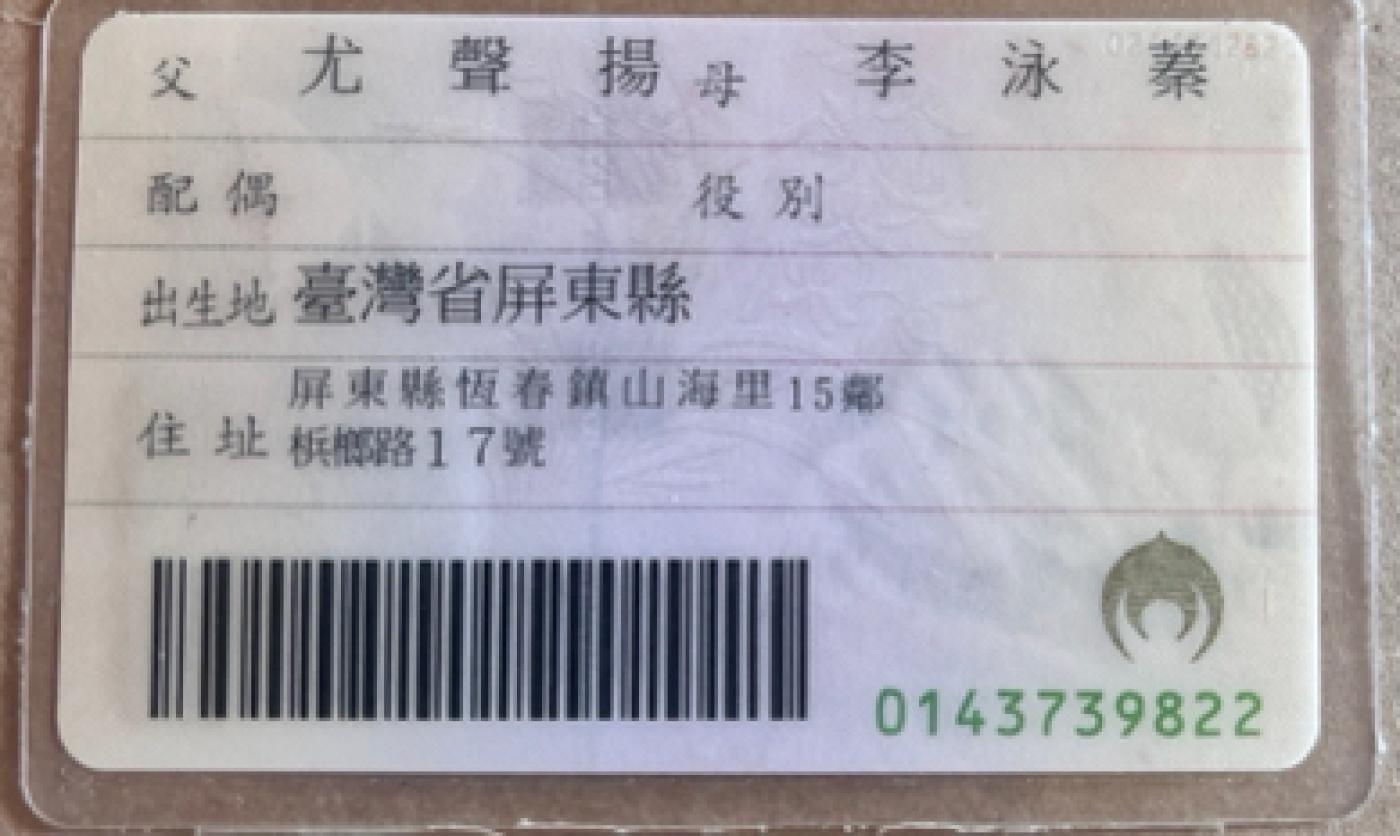 父 尤聲揚 母 李泳蓁
配偶 役別
出生地 臺灣省屏東縣
屏東縣恆春鎮山海里15鄰
住址 梹榔路17號
0143739822